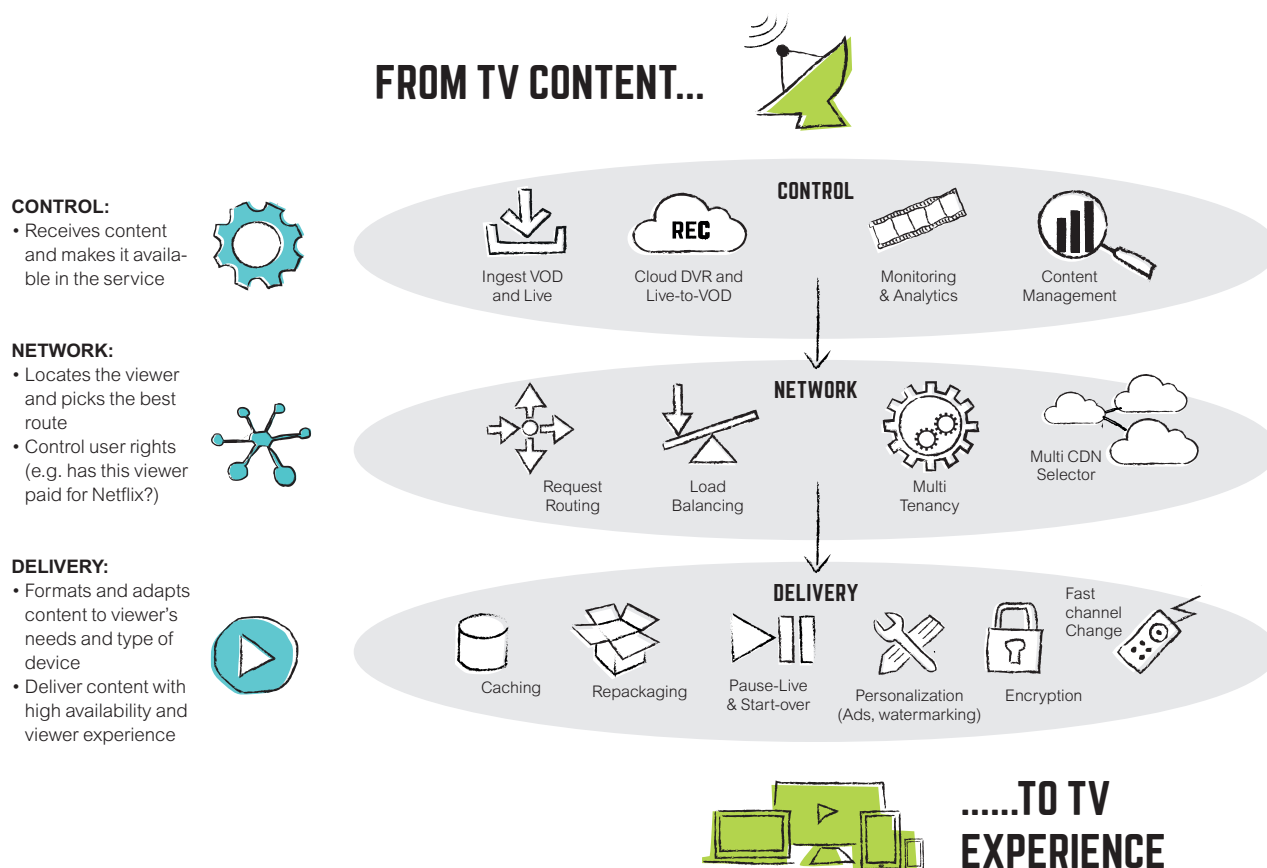 FROM TV CONTENT...
CONTROL:
• Receives content
and makes it availa-
ble in the service
CONTROL
Ingest VOD
and Live
REC
Cloud DVR and
Live-to-VOD
Monitoring
& Analytics
Content
Management
NETWORK:
• Locates the viewer
and picks the best
route
• Control user rights
(e.g. has this viewer
paid for Netflix?)
NETWORK
Request
Routing
Load
Balancing
Multi
Tenancy
Multi CDN
Selector
DELIVERY:
• Formats and adapts
content to viewer's
needs and type of
device
• Deliver content with
high availability and
viewer experience
DELIVERY
Caching
Repackaging
Pause-Live
& Start-over
Personalization
(Ads, watermarking)
Encryption
Fast
channel
Change
......TO TV
EXPERIENCE